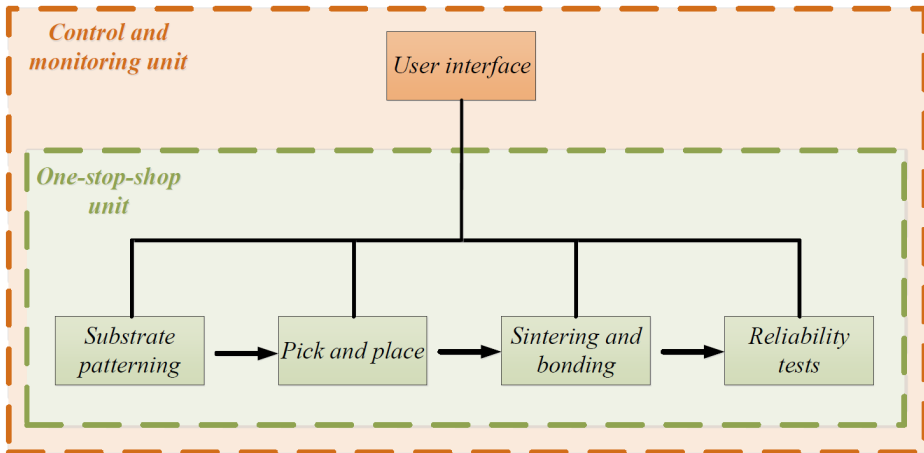 Control and
monitoring unit
User interface
One-stop-shop
unit
Substrate
patterning
Pick and place
Sintering and
bonding
Reliability
tests